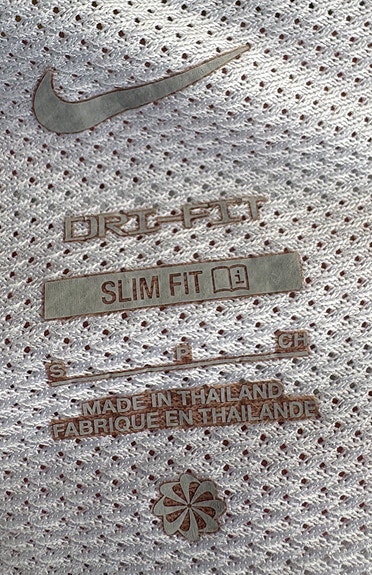 DRI-FIT
SLIM FIT
S P CH
MADE IN THAILAND
FABRIQUE EN THAILANDE